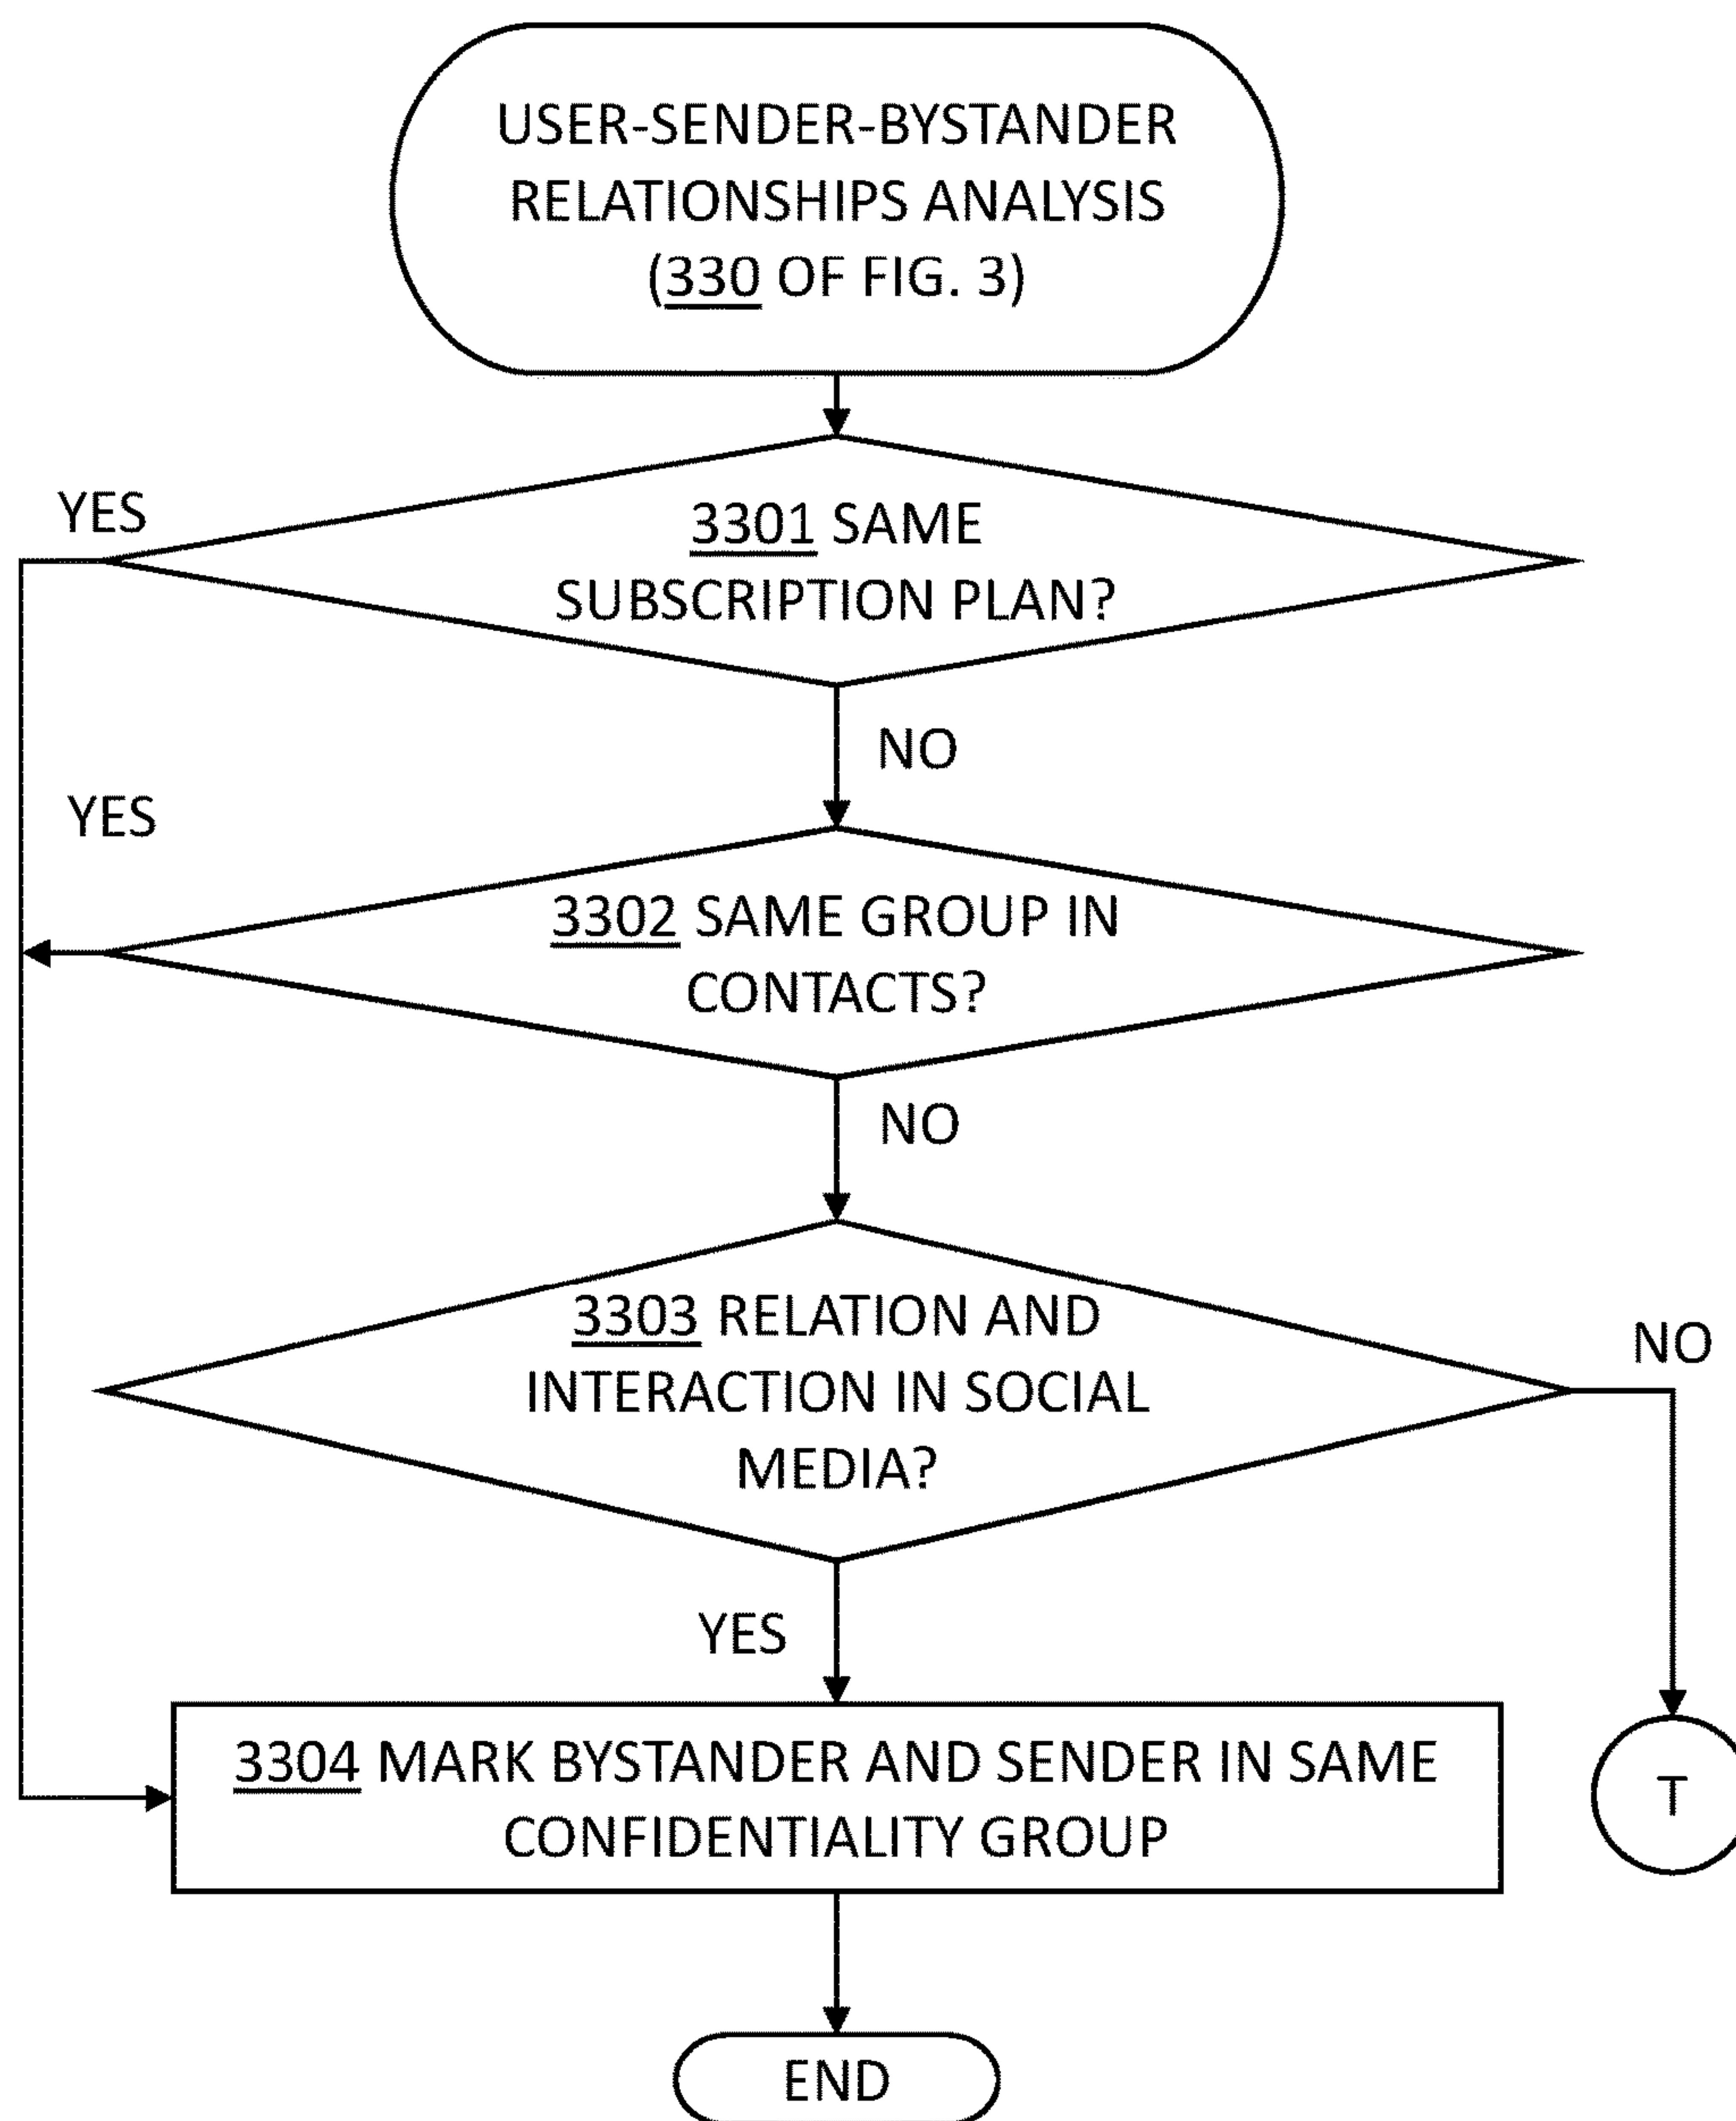 USER-SENDER-BYSTANDER
RELATIONSHIPS ANALYSIS
(330 OF FIG. 3)
YES
3301 SAME
SUBSCRIPTION PLAN?
NO
YES
3302 SAME GROUP IN
CONTACTS?
NO
3303 RELATION AND
INTERACTION IN SOCIAL
MEDIA?
NO
YES
3304 MARK BYSTANDER AND SENDER IN SAME
CONFIDENTIALITY GROUP
T
END